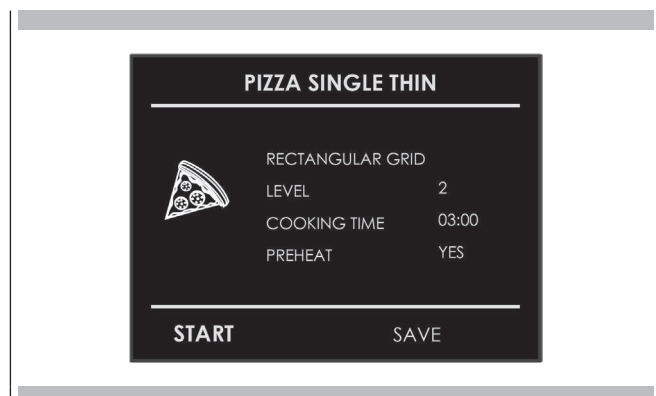 PIZZA SINGLE THIN
RECTANGULAR GRID
LEVEL 2
COOKING TIME 03:00
PREHEAT YES
START SAVE